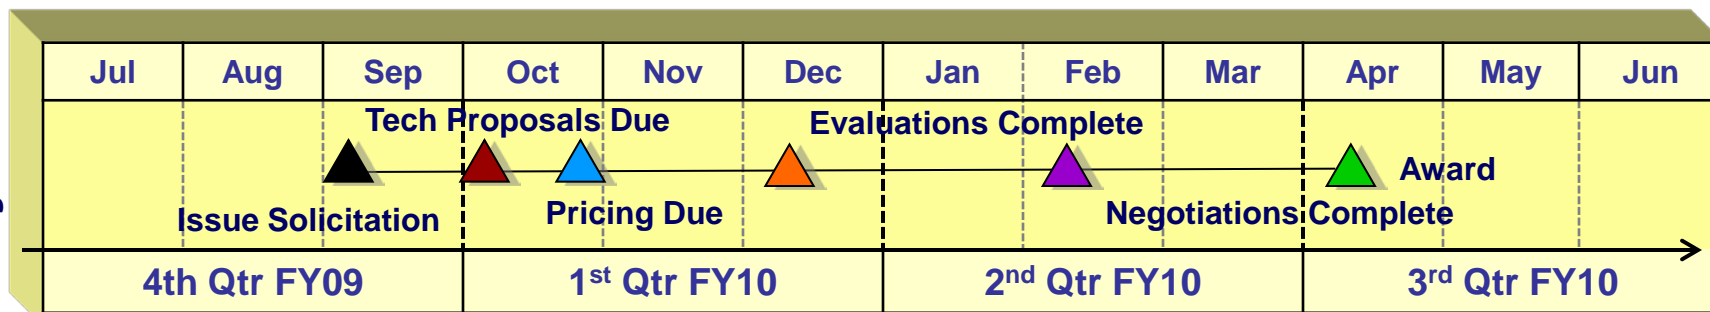 Jul Aug Sep Oct Nov Dec Jan Feb Mar Apr May Jun
Tech Proposals Due Evaluations Complete
Award
Issue Solicitation Pricing Due Negotiations Complete
4th Qtr FY09 1st Qtr FY10 2nd Qtr FY10 3rd Qtr FY10